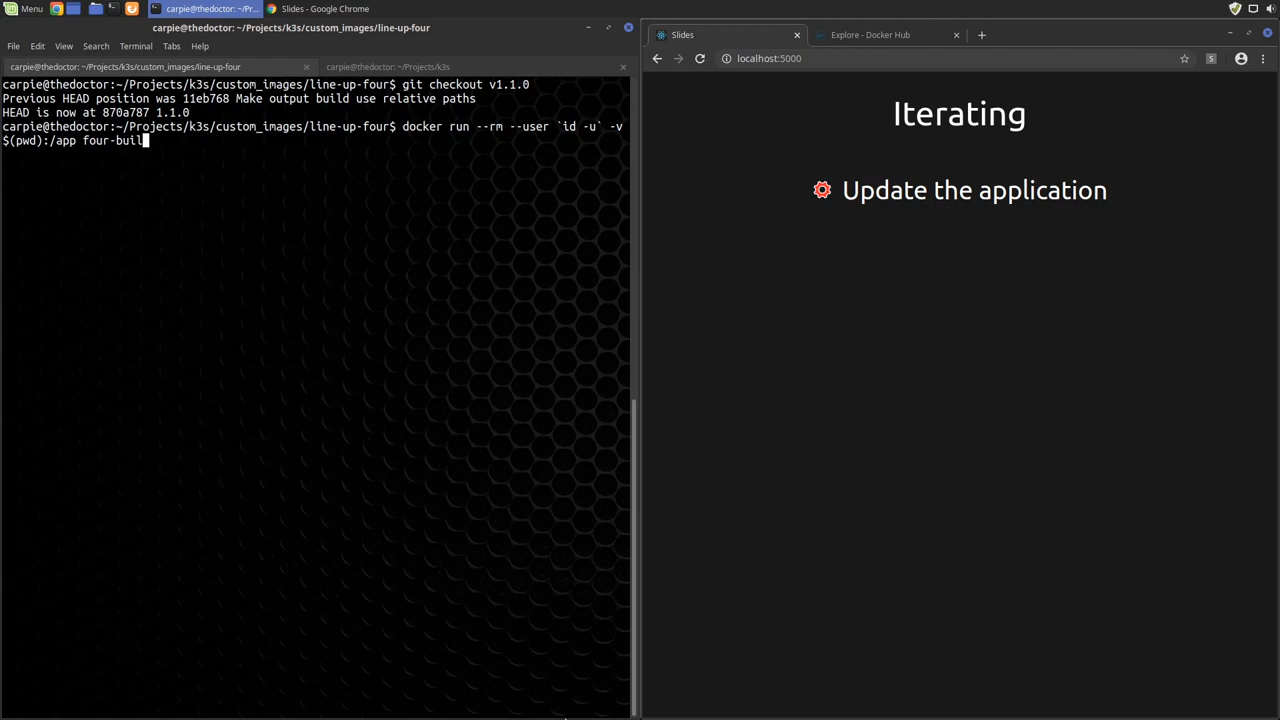 Menu
carpie@thedoctor: ~/Pr...
Slides - Google Chrome
carpie@thedoctor: ~/Projects/k3s/custom_images/line-up-four
File Edit View Search Terminal Tabs Help
carpie@thedoctor: ~/Projects/k3s/custom_images/line-up-four
carpie@thedoctor: ~/Projects/k3s
carpie@thedoctor:~/Projects/k3s/custom_images/line-up-four$ git checkout v1.1.0
Previous HEAD position was 11eb768 Make output build use relative paths
HEAD is now at 870a787 1.1.0
carpie@thedoctor:~/Projects/k3s/custom_images/line-up-four$ docker run --rm --user `id -u` -v
$(pwd):/app four-buil
Slides
Explore - Docker Hub
localhost:5000
S
Iterating
Update the application